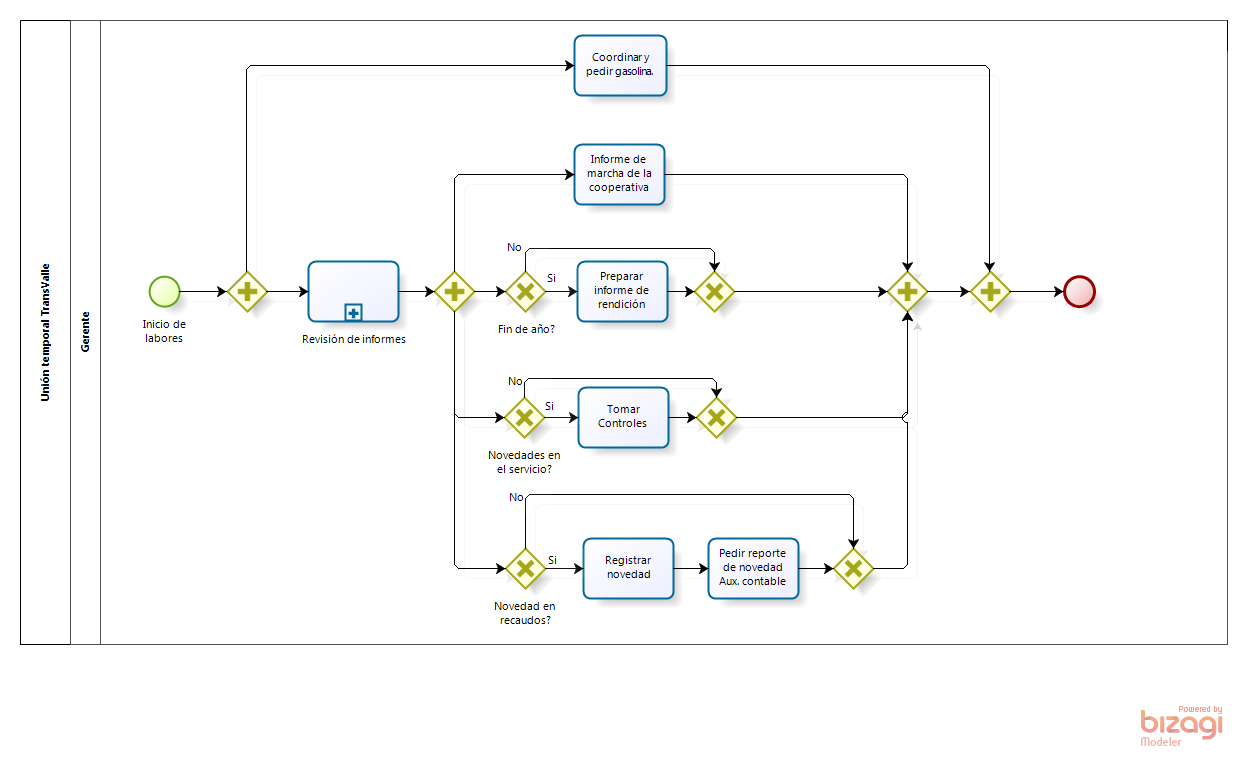 Unión temporal TransValle
Gerente
Coordinar y
pedir gasolina.
Informe de
marcha de la
cooperativa
No
Si
Preparar
informe de
rendición
Inicio de
labores
Revisión de informes
Fin de año?
No
Si
Tomar
Controles
Novedades en
el servicio?
No
Si
Registrar
novedad
Pedir reporte
de novedad
Aux. contable
Novedad en
recaudos?
Powered by
bizagi
Modeler